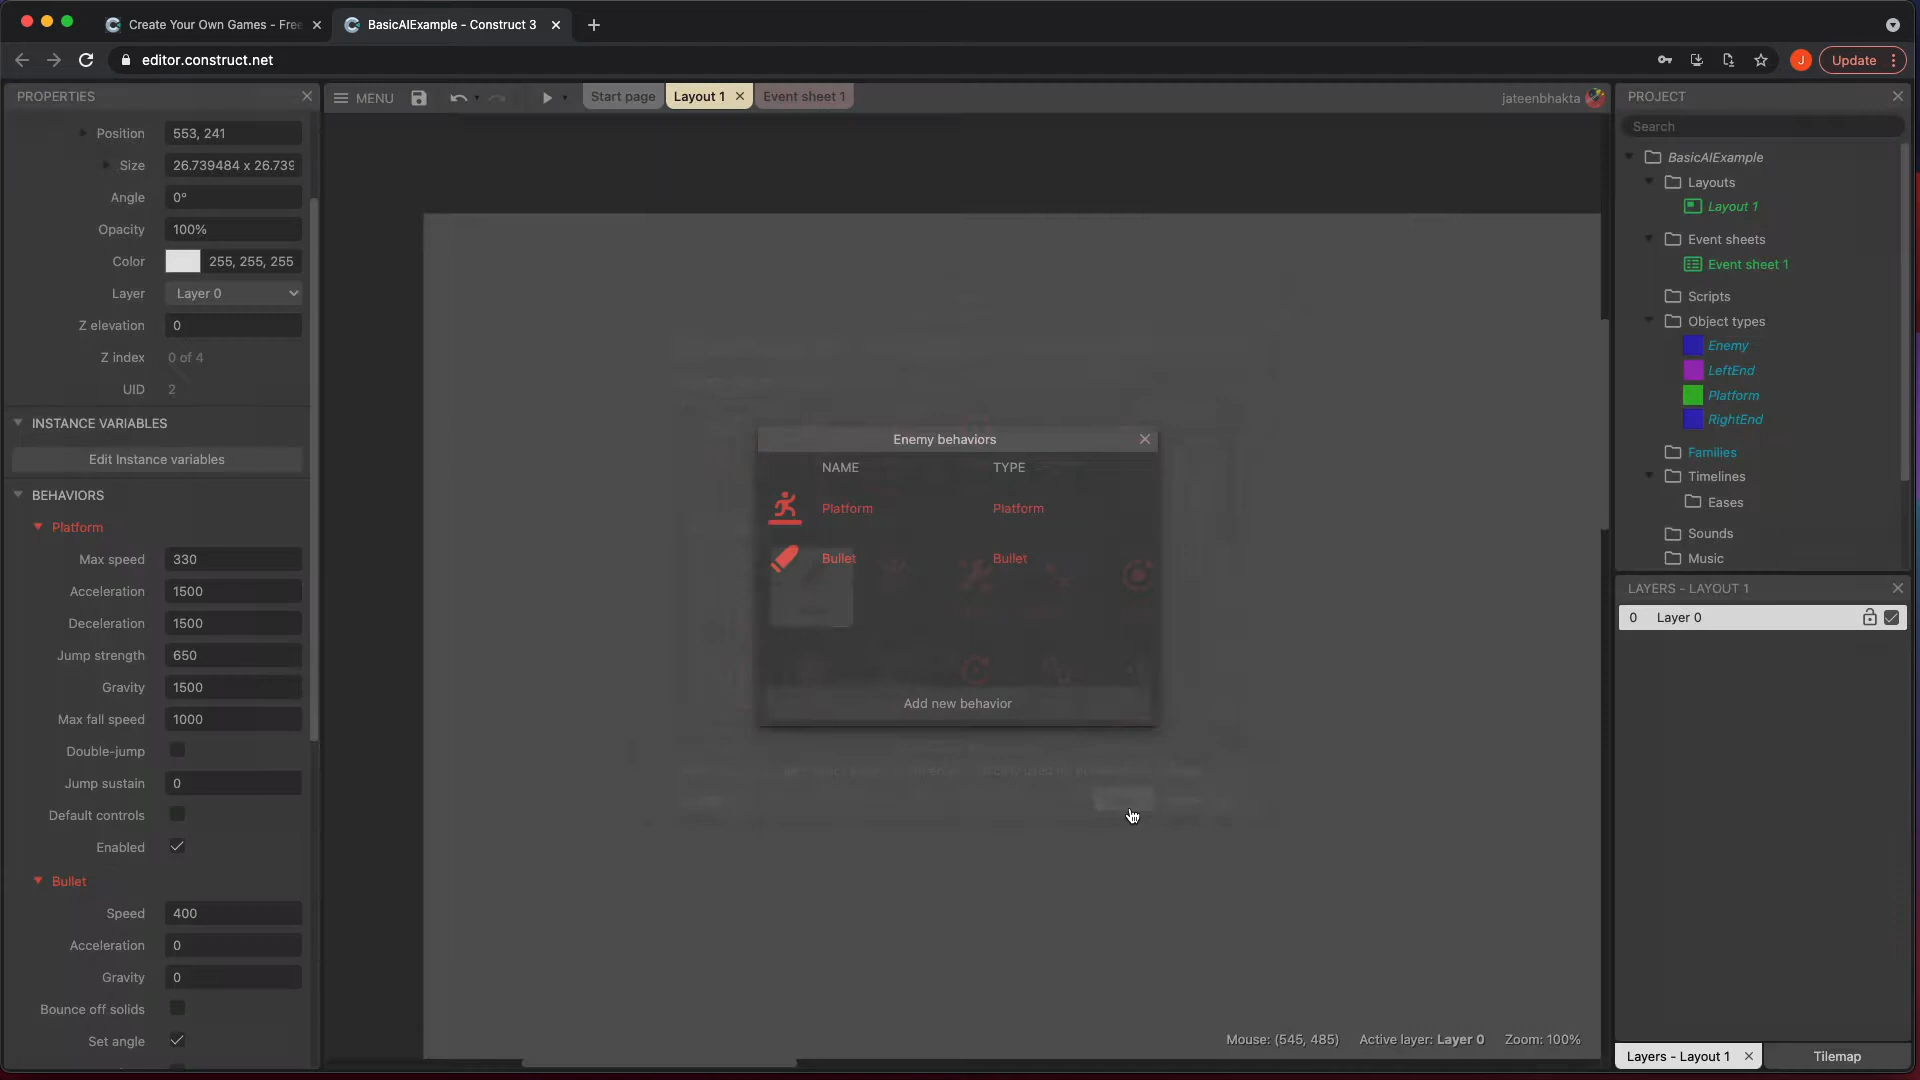 Create Your Own Games - Free
BasicAIExample - Construct 3
editor.construct.net
J
Update
PROPERTIES
Position 553, 241
Size 26.739484 x 26.739
Angle 0°
Opacity 100%
Color 255, 255, 255
Layer Layer 0
Z elevation 0
Z index 0 of 4
UID 2
INSTANCE VARIABLES
Edit Instance variables
BEHAVIORS
Platform
Max speed 330
Acceleration 1500
Deceleration 1500
Jump strength 650
Gravity 1500
Max fall speed 1000
Double-jump
Jump sustain 0
Default controls
Enabled
Bullet
Speed 400
Acceleration 0
Gravity 0
Bounce off solids
Set angle
MENU
Start page
Layout 1
Event sheet 1
jateenbhakta
Enemy behaviors
NAME TYPE
Platform Platform
Bullet Bullet
Add new behavior
Mouse: (545, 485) Active layer: Layer 0 Zoom: 100%
PROJECT
Search
BasicAIExample
Layouts
Layout 1
Event sheets
Event sheet 1
Scripts
Object types
Enemy
LeftEnd
Platform
RightEnd
Families
Timelines
Eases
Sounds
Music
LAYERS - LAYOUT 1
0 Layer 0
Layers - Layout 1
Tilemap